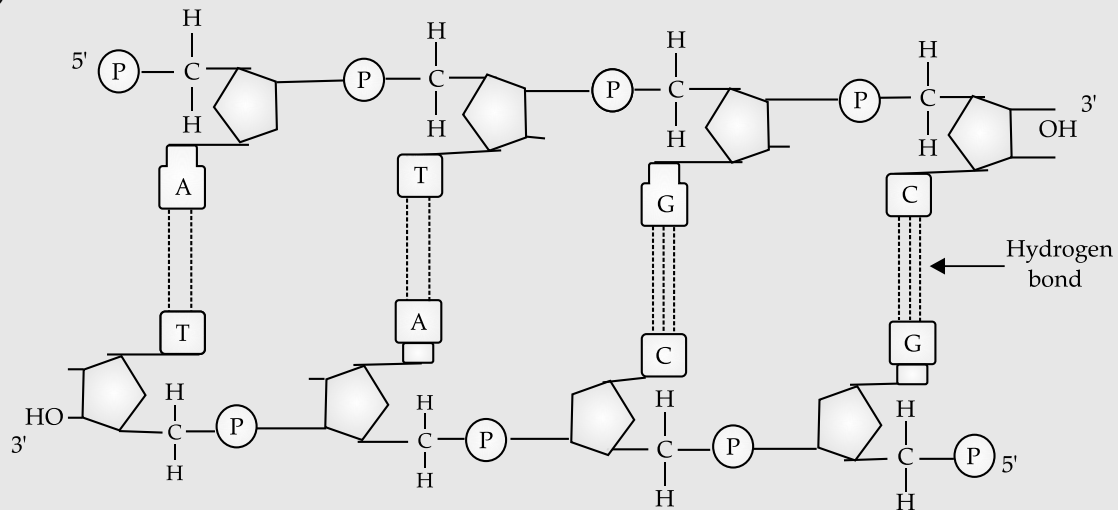 H H H H
5' P C P C P C P C 3'
H H H H OH
A T G C
Hydrogen
bond
T A C G
H H H H
HO C P C P C P C P 5'
3' H H H H